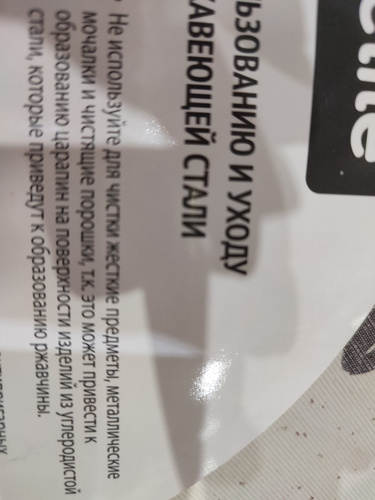 ЬЗОВАНИЮ И УХОДУ
АВЕЮЩЕЙ СТАЛИ
Не используйте для чистки жесткие предметы, металлические
мочалки и чистящие порошки, т.к. это может привести к
образованию царапин на поверхности изделий из углеродистой
стали, которые приведут к образованию ржавчины.